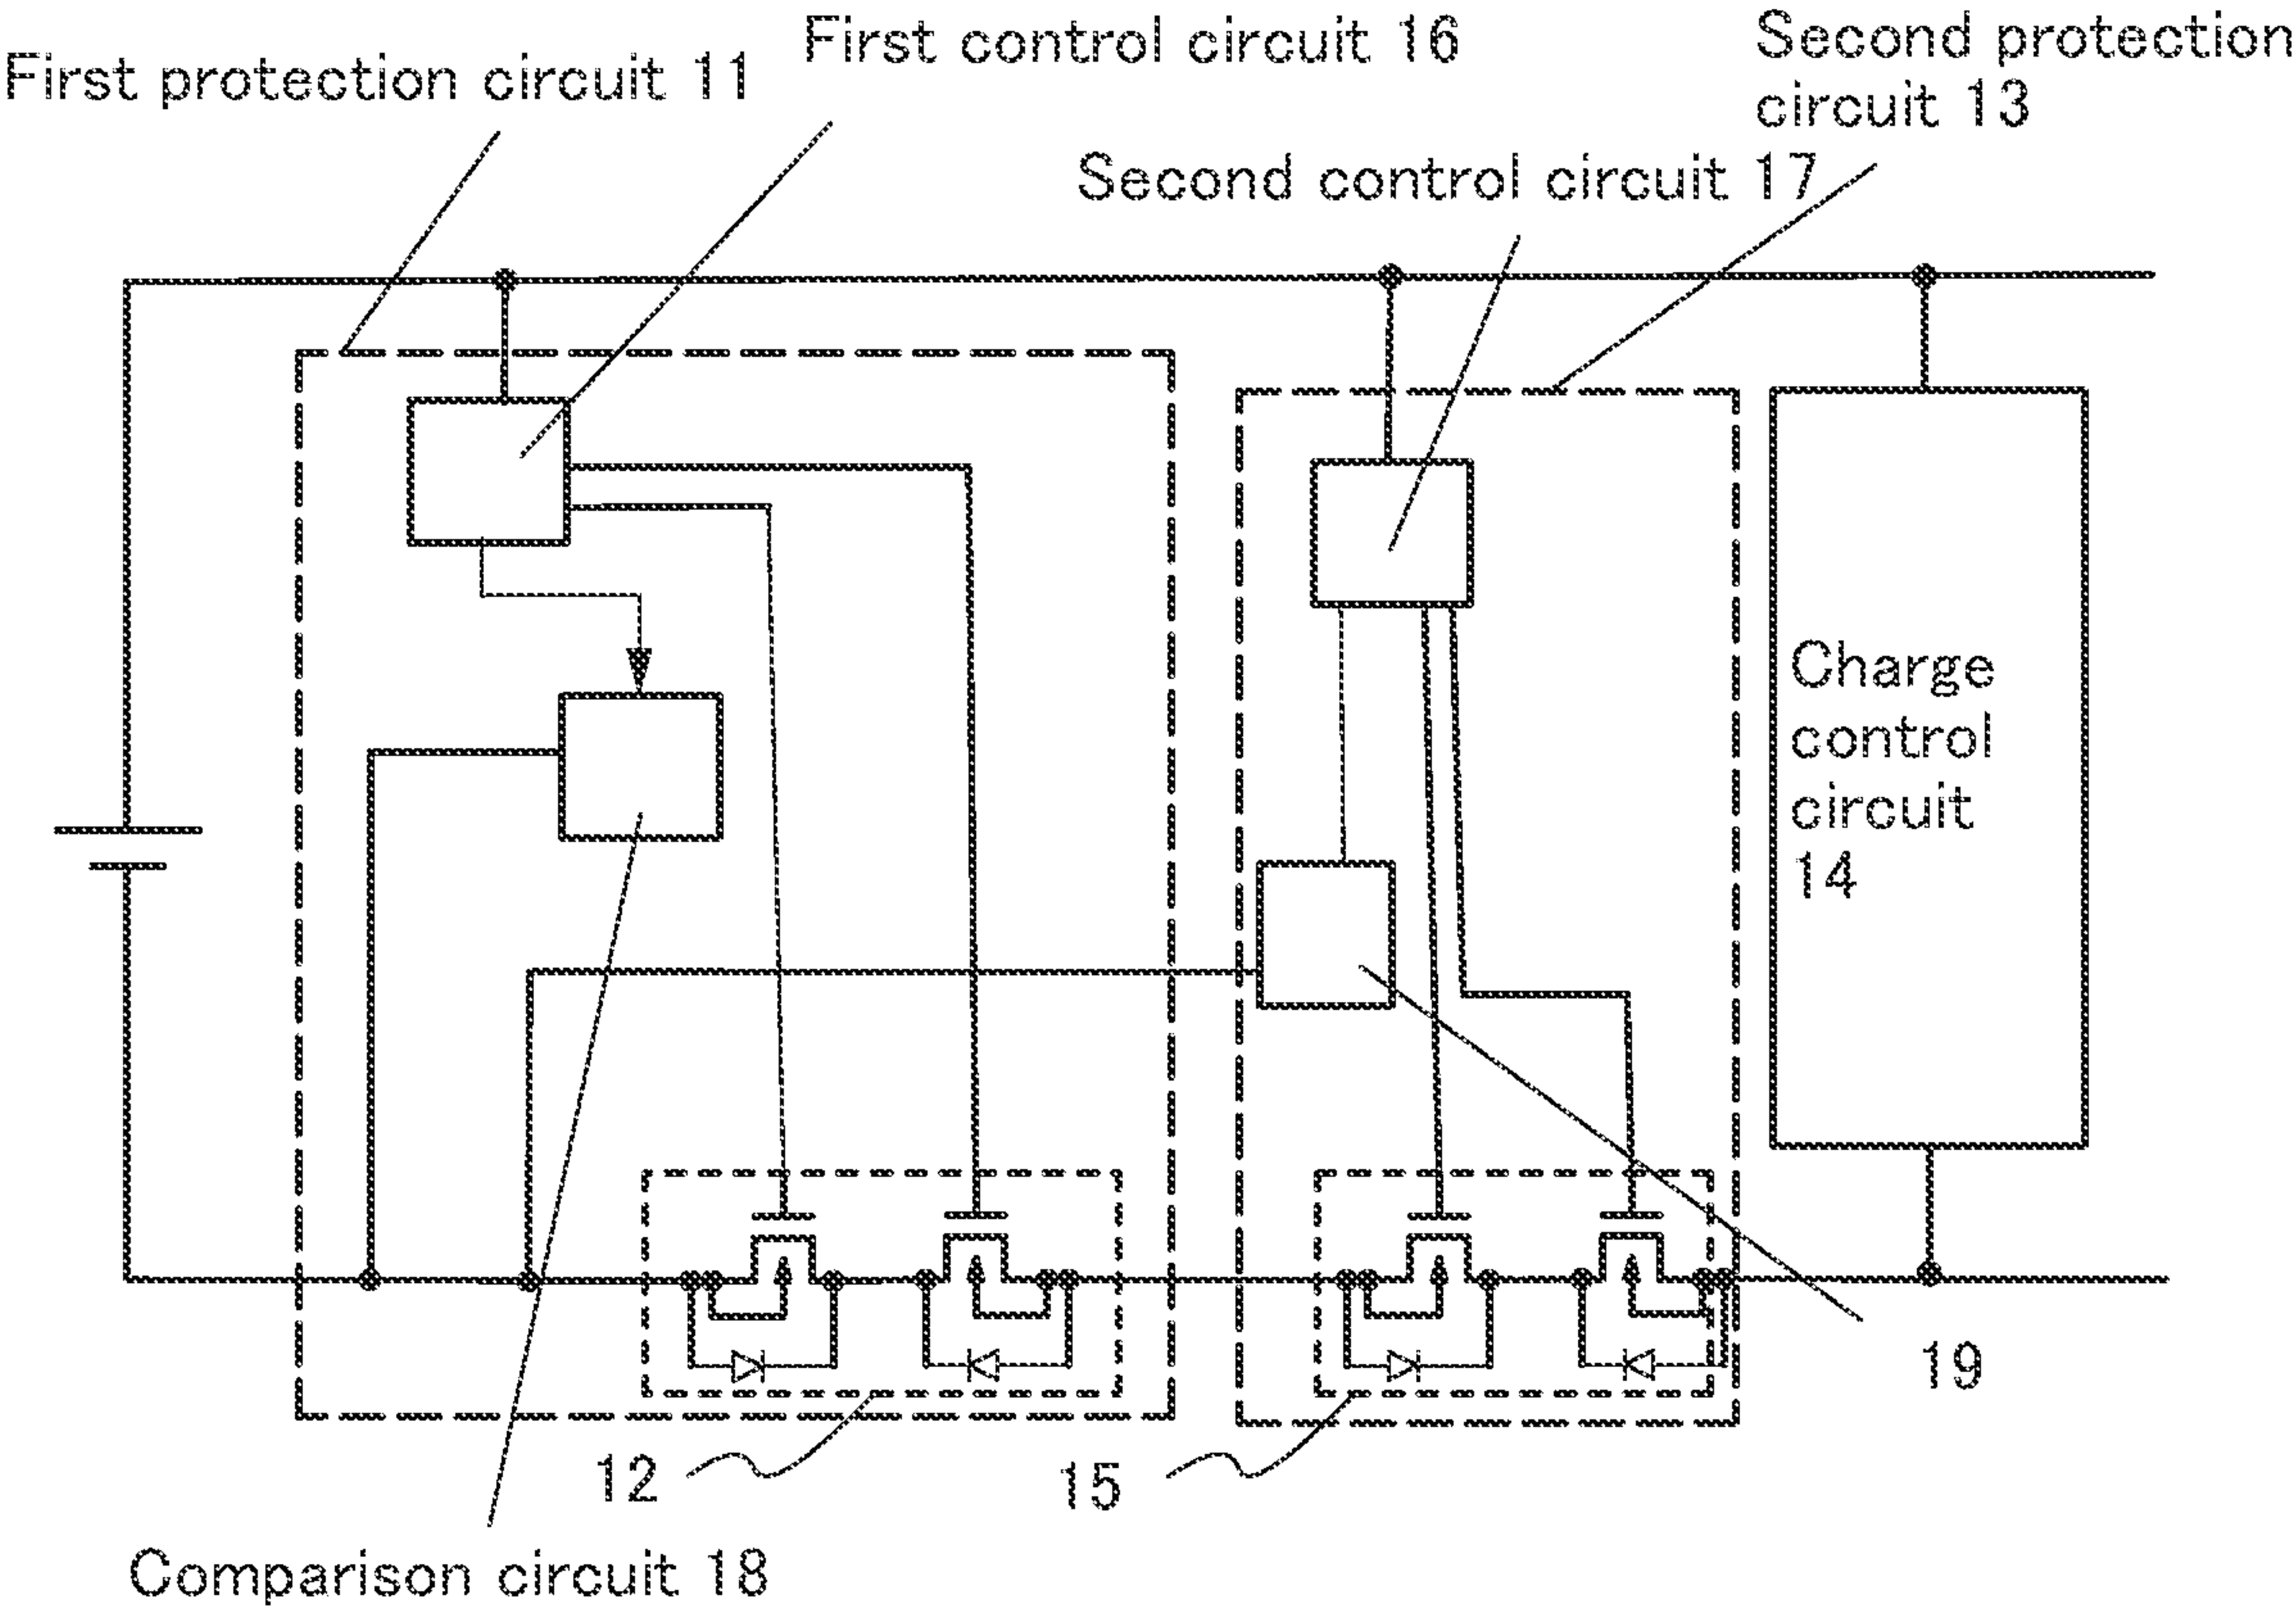 First protection circuit 11
First control circuit 16
Second protection
circuit 13
Second control circuit 17
Charge
control
circuit
14
19
12
15
Comparison circuit 18